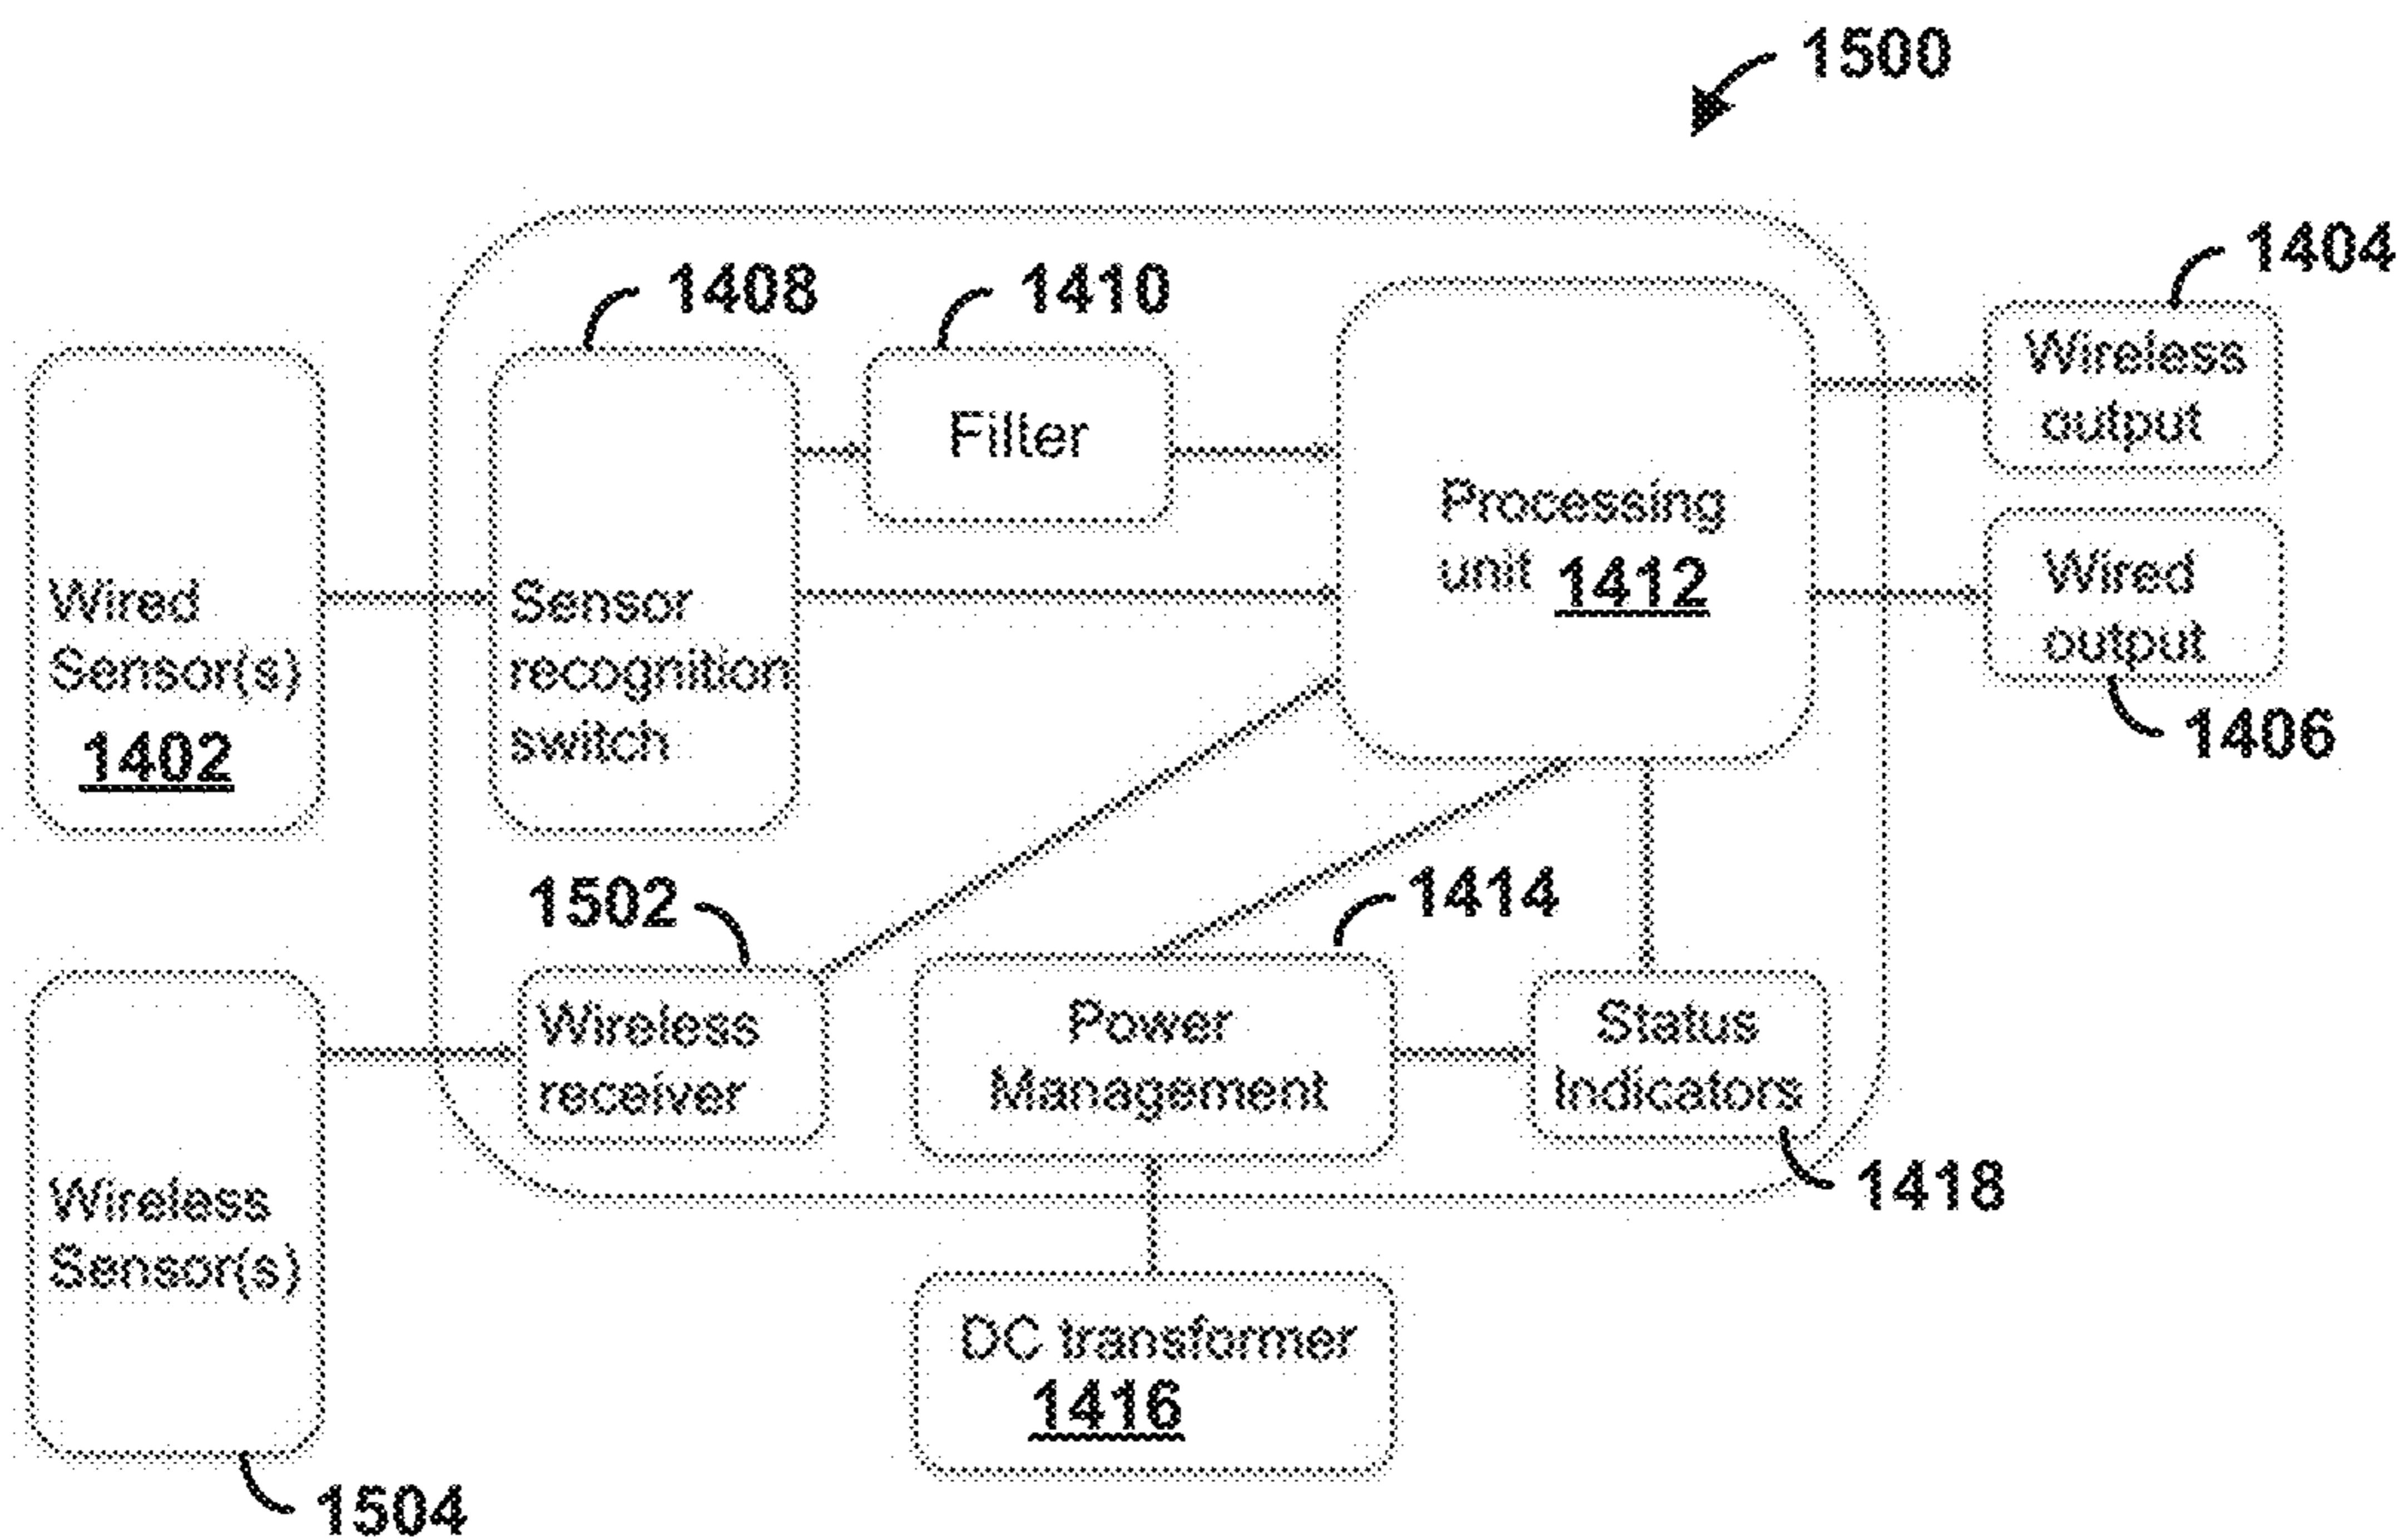 1500
1404
1408
1410
Wireless
output
Filter
Processing
unit 1412
Wired
output
1406
Wired
Sensor(s)
1402
Sensor
recognition
switch
1502
1414
Wireless
receiver
Power
Management
Status
Indicators
1418
Wireless
Sensor(s)
1504
DC transformer
1416